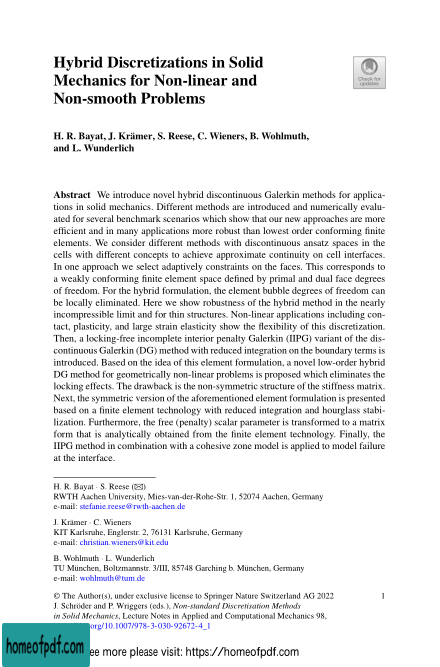 Hybrid Discretizations in Solid
Mechanics for Non-linear and
Non-smooth Problems
Check for
updates
H. R. Bayat, J. Krämer, S. Reese, C. Wieners, B. Wohlmuth,
and L. Wunderlich
Abstract We introduce novel hybrid discontinuous Galerkin methods for applica-
tions in solid mechanics. Different methods are introduced and numerically evalu-
ated for several benchmark scenarios which show that our new approaches are more
efficient and in many applications more robust than lowest order conforming finite
elements. We consider different methods with discontinuous ansatz spaces in the
cells with different concepts to achieve approximate continuity on cell interfaces.
In one approach we select adaptively constraints on the faces. This corresponds to
a weakly conforming finite element space defined by primal and dual face degrees
of freedom. For the hybrid formulation, the element bubble degrees of freedom can
be locally eliminated. Here we show robustness of the hybrid method in the nearly
incompressible limit and for thin structures. Non-linear applications including con-
tact, plasticity, and large strain elasticity show the flexibility of this discretization.
Then, a locking-free incomplete interior penalty Galerkin (IIPG) variant of the dis-
continuous Galerkin (DG) method with reduced integration on the boundary terms is
introduced. Based on the idea of this element formulation, a novel low-order hybrid
DG method for geometrically non-linear problems is proposed which eliminates the
locking effects. The drawback is the non-symmetric structure of the stiffness matrix.
Next, the symmetric version of the aforementioned element formulation is presented
based on a finite element technology with reduced integration and hourglass stabi-
lization. Furthermore, the free (penalty) scalar parameter is transformed to a matrix
form that is analytically obtained from the finite element technology. Finally, the
IIPG method in combination with a cohesive zone model is applied to model failure
at the interface.
H. R. Bayat · S. Reese (✉)
RWTH Aachen University, Mies-van-der-Rohe-Str. 1, 52074 Aachen, Germany
e-mail: stefanie.reese@rwth-aachen.de
J. Krämer · C. Wieners
KIT Karlsruhe, Englerstr. 2, 76131 Karlsruhe, Germany
e-mail: christian.wieners@kit.edu
B. Wohlmuth · L. Wunderlich
TU München, Boltzmannstr. 3/III, 85748 Garching b. München, Germany
e-mail: wohlmuth@tum.de
© The Author(s), under exclusive license to Springer Nature Switzerland AG 2022 1
J. Schröder and P. Wriggers (eds.), Non-standard Discretisation Methods
in Solid Mechanics, Lecture Notes in Applied and Computational Mechanics 98,
org/10.1007/978-3-030-92672-4_1
homeofpdf.com
ee more please visit: https://homeofpdf.com